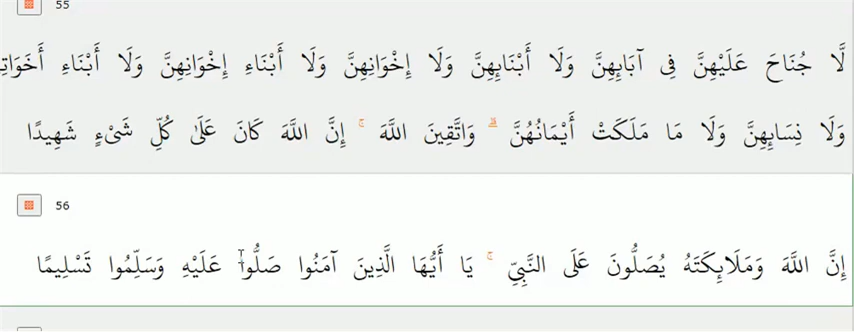 55
لَّا جُنَاحَ عَلَيْهِنَّ فِى آبَائِهِنَّ وَلَا أَبْنَائِهِنَّ وَلَا إِخْوَانِهِنَّ وَلَا أَبْنَاءِ إِخْوَانِهِنَّ وَلَا أَبْنَاءِ
وَلَا نِسَائِهِنَّ وَلَا مَا مَلَكَتْ أَيْمَانُهُنَّ ۗ وَاتَّقِينَ اللَّهَ ۚ إِنَّ اللَّهَ كَانَ عَلَىٰ كُلِّ شَىْءٍ شَهِيدًا
56
إِنَّ اللَّهَ وَمَلَائِكَتَهُ يُصَلُّونَ عَلَى النَّبِىِّ ۚ يَا أَيُّهَا الَّذِينَ آمَنُوا صَلُّوا عَلَيْهِ وَسَلِّمُوا تَسْلِيمًا